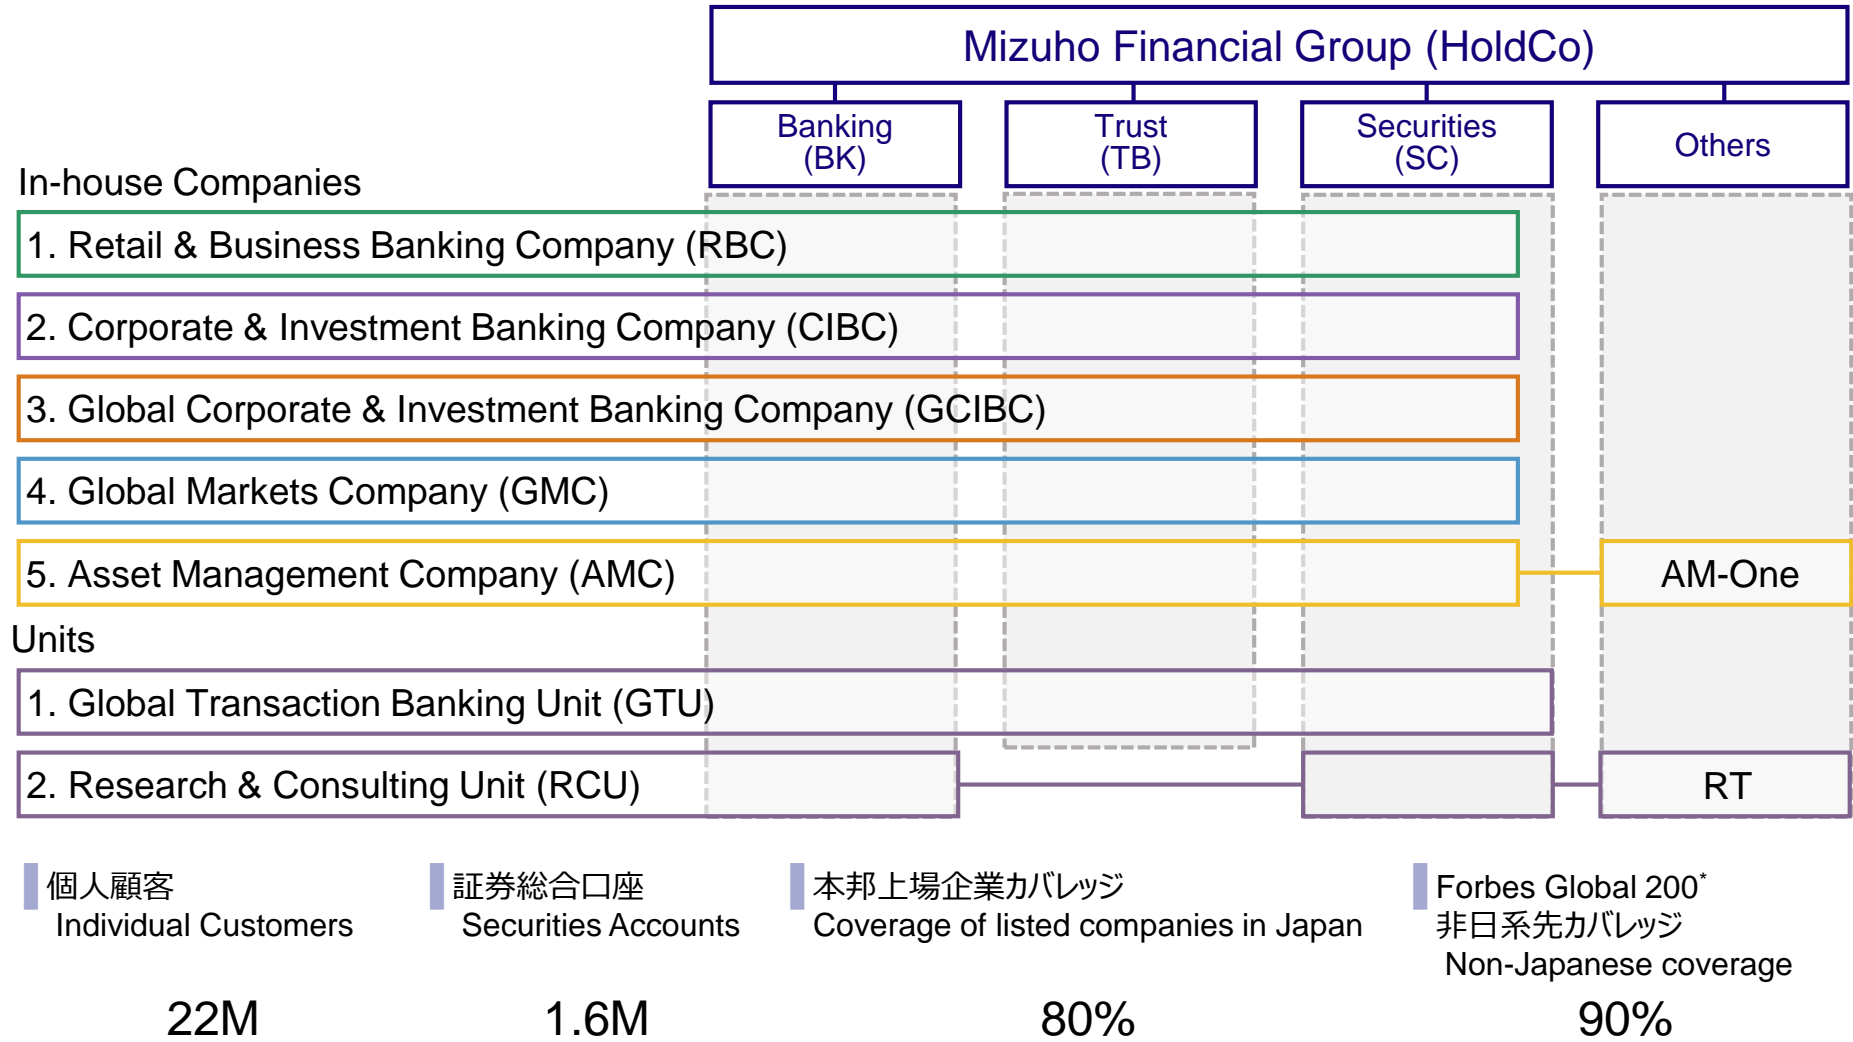 Mizuho Financial Group (HoldCo)
Banking
(BK)
Trust
(TB)
Securities
(SC)
Others
In-house Companies
1. Retail & Business Banking Company (RBC)
2. Corporate & Investment Banking Company (CIBC)
3. Global Corporate & Investment Banking Company (GCIBC)
4. Global Markets Company (GMC)
5. Asset Management Company (AMC)
AM-One
Units
1. Global Transaction Banking Unit (GTU)
2. Research & Consulting Unit (RCU)
RT
個人顧客
Individual Customers
22M
証券総合口座
Securities Accounts
1.6M
本邦上場企業カバレッジ
Coverage of listed companies in Japan
80%
Forbes Global 200*
非日系先カバレッジ
Non-Japanese coverage
90%